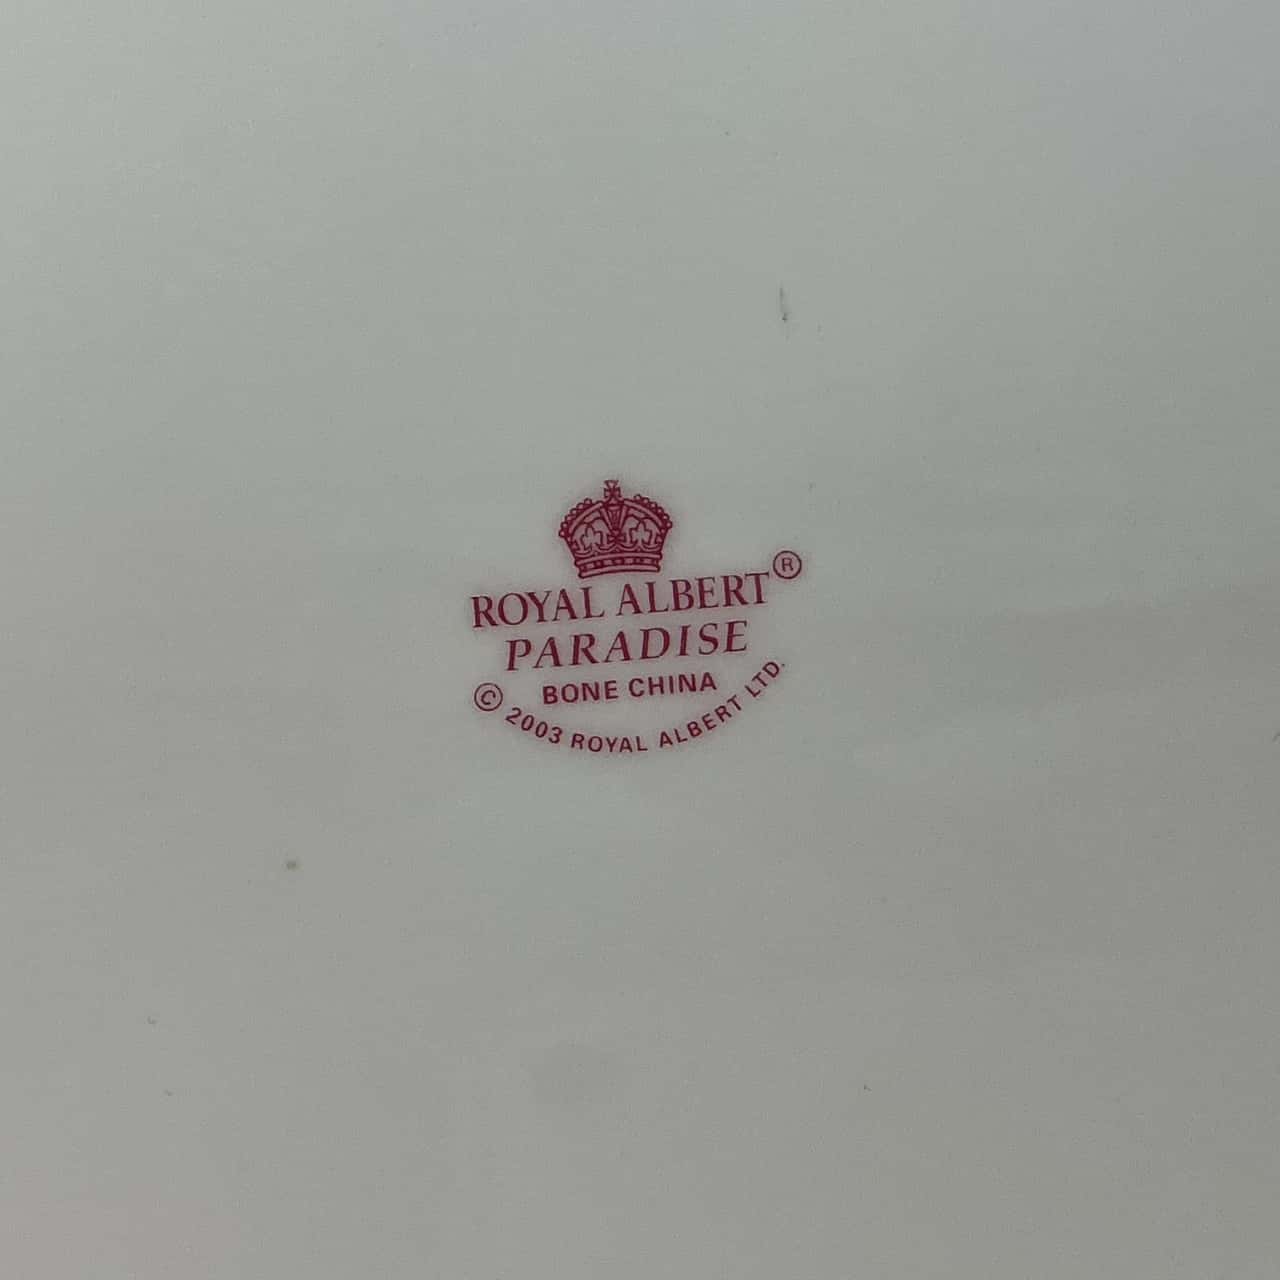 ROYAL ALBERT®
PARADISE
BONE CHINA
© 2003 ROYAL ALBERT LTD.